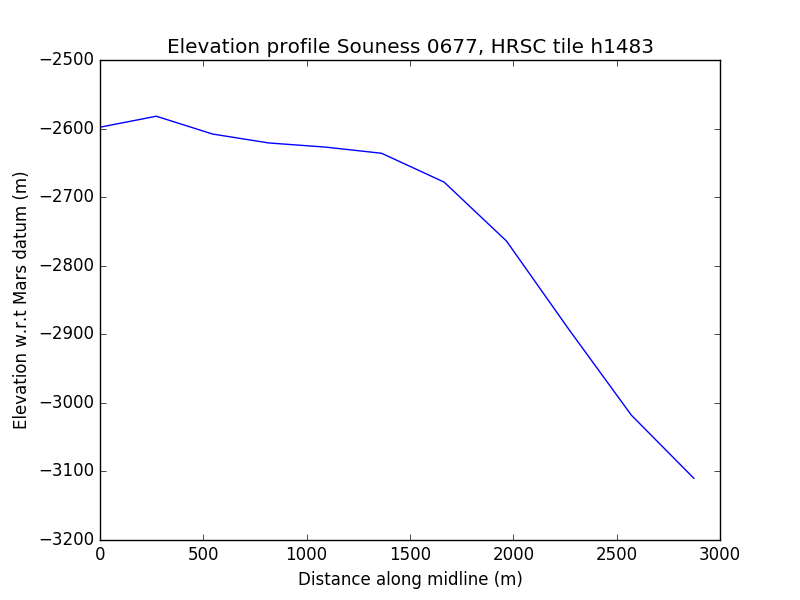 Elevation profile Souness 0677, HRSC tile h1483
Elevation w.r.t Mars datum (m)
−2500
−2600
−2700
−2800
−2900
−3000
−3100
−3200
0 500 1000 1500 2000 2500 3000
Distance along midline (m)